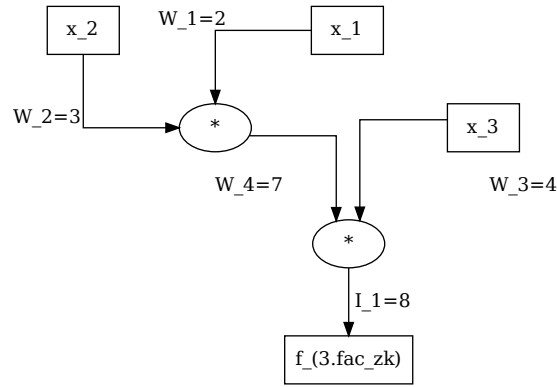 x_2
W_1=2
x_1
W_2=3
*
x_3
W_4=7
W_3=4
*
I_1=8
f_(3.fac_zk)